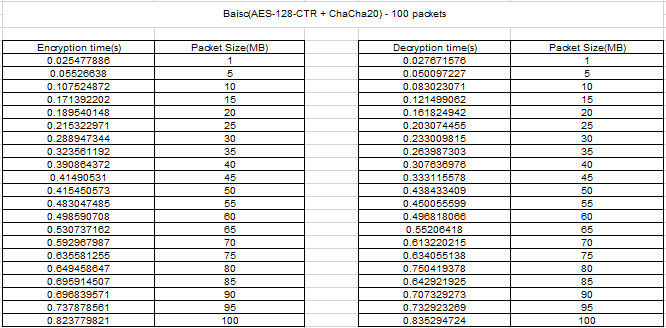 Baisc(AES-128-CTR + ChaCha20) - 100 packets
Encryption time(s) Packet Size(MB) Decryption time(s) Packet Size(MB)
0.025477886 1 0.027671576 1
0.05526638 5 0.050097227 5
0.107524872 10 0.083023071 10
0.171392202 15 0.121499062 15
0.189540148 20 0.161824942 20
0.215322971 25 0.203074455 25
0.288947344 30 0.233009815 30
0.323561192 35 0.263987303 35
0.390864372 40 0.307636976 40
0.41490531 45 0.333115578 45
0.415450573 50 0.438433409 50
0.483047485 55 0.450055599 55
0.498590708 60 0.496818066 60
0.530737162 65 0.55206418 65
0.592967987 70 0.613220215 70
0.635581255 75 0.634055138 75
0.649458647 80 0.750419378 80
0.695914507 85 0.642921925 85
0.696839571 90 0.707329273 90
0.737878561 95 0.732923269 95
0.823779821 100 0.835294724 100